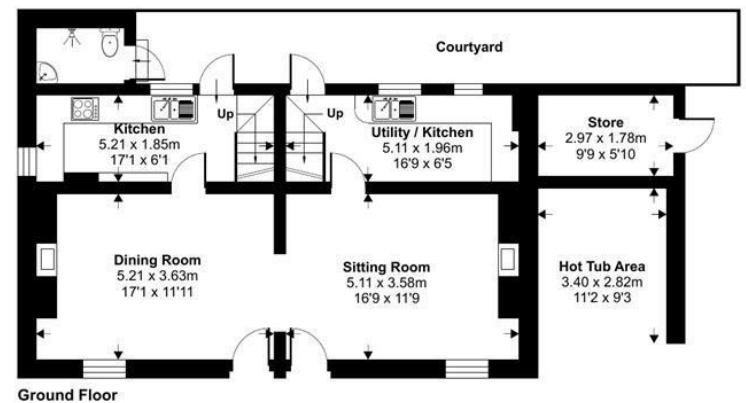 Courtyard
Up
Up
Kitchen
5.21 x 1.85m
17'1 x 6'1
Utility / Kitchen
5.11 x 1.96m
16'9 x 6'5
Store
2.97 x 1.78m
9'9 x 5'10
Dining Room
5.21 x 3.63m
17'1 x 11'11
Sitting Room
5.11 x 3.58m
16'9 x 11'9
Hot Tub Area
3.40 x 2.82m
11'2 x 9'3
Ground Floor